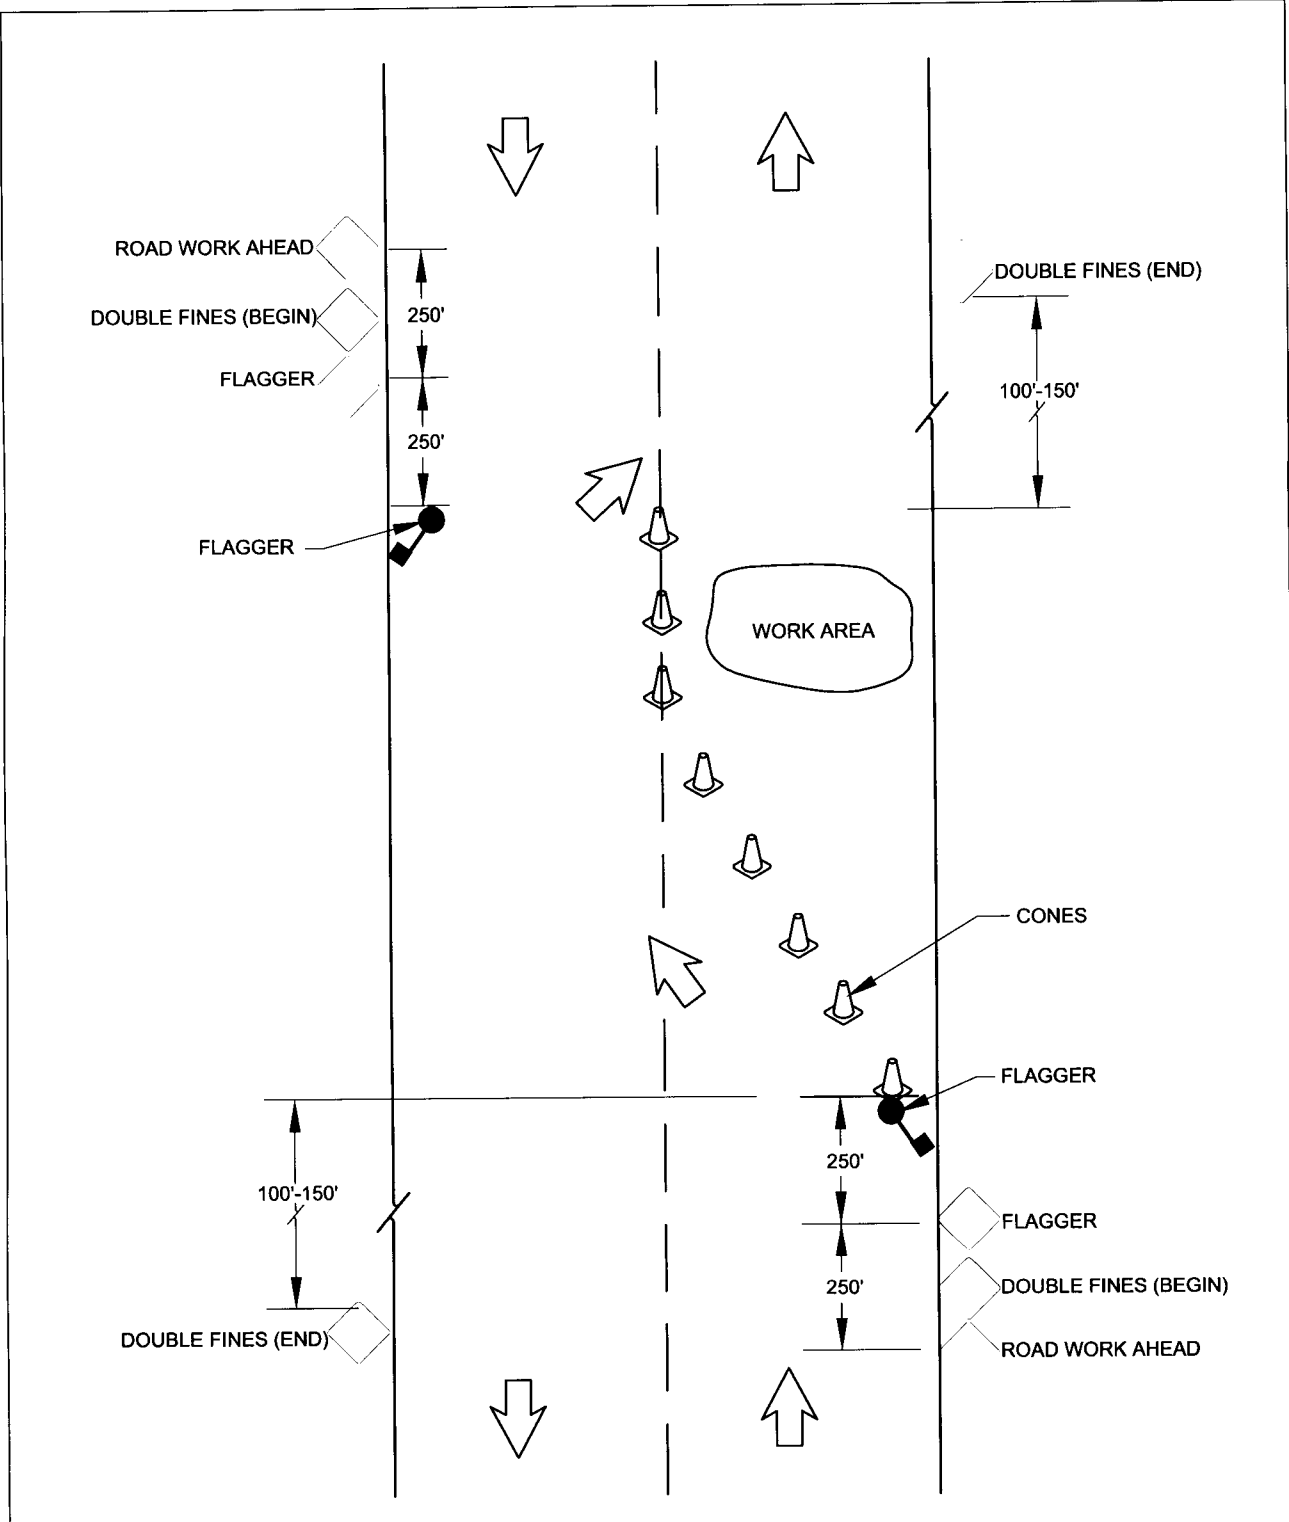 ROAD WORK AHEAD
DOUBLE FINES (END)
DOUBLE FINES (BEGIN)
250'
FLAGGER
100'-150'
250'
FLAGGER
WORK AREA
CONES
FLAGGER
250'
100'-150'
FLAGGER
250'
DOUBLE FINES (BEGIN)
DOUBLE FINES (END)
ROAD WORK AHEAD